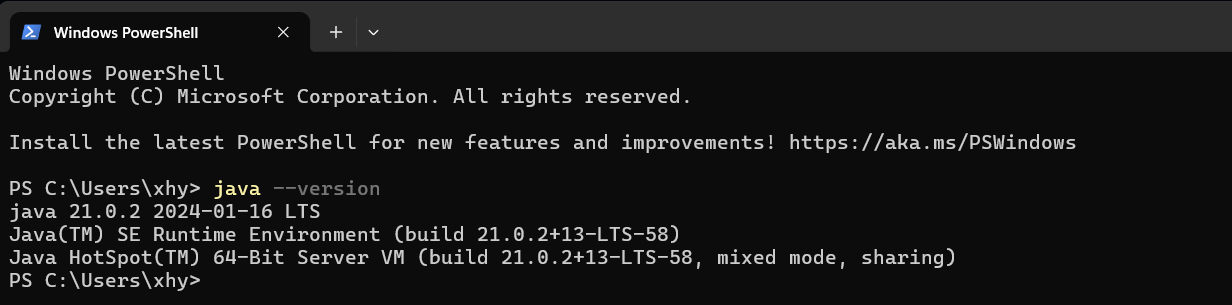 Windows PowerShell
Windows PowerShell
Copyright (C) Microsoft Corporation. All rights reserved.
Install the latest PowerShell for new features and improvements! https://aka.ms/PSWindows
PS C:\Users\xhy> java --version
java 21.0.2 2024-01-16 LTS
Java(TM) SE Runtime Environment (build 21.0.2+13-LTS-58)
Java HotSpot(TM) 64-Bit Server VM (build 21.0.2+13-LTS-58, mixed mode, sharing)
PS C:\Users\xhy>